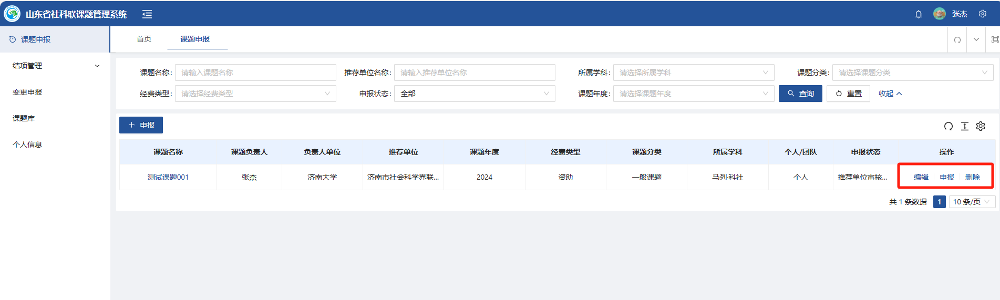 山东省社科联课题管理系统
张杰
课题申报
结项管理
变更申报
课题库
个人信息
首页 课题申报
课题名称: 请输入课题名称 推荐单位名称: 请输入推荐单位名称 所属学科: 请选择所属学科 课题分类: 请选择课题分类
经费类型: 请选择经费类型 申报状态: 全部 课题年度: 请选择课题年度 查询 重置 收起
申报
课题名称 课题负责人 负责人单位 推荐单位 课题年度 经费类型 课题分类 所属学科 个人/团队 申报状态 操作
测试课题001 张杰 济南大学 济南市社会科学界联... 2024 资助 一般课题 马列·科社 个人 推荐单位审核... 编辑 申报 删除
共 1 条数据 1 10 条/页